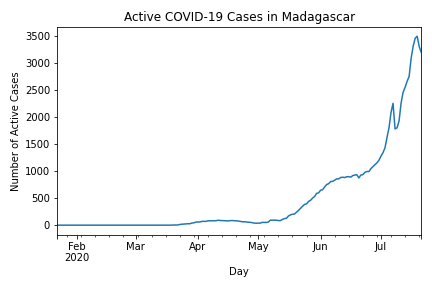 Active COVID-19 Cases in Madagascar
Number of Active Cases
3500
3000
2500
2000
1500
1000
500
0
Feb
2020
Mar
Apr
May
Jun
Jul
Day